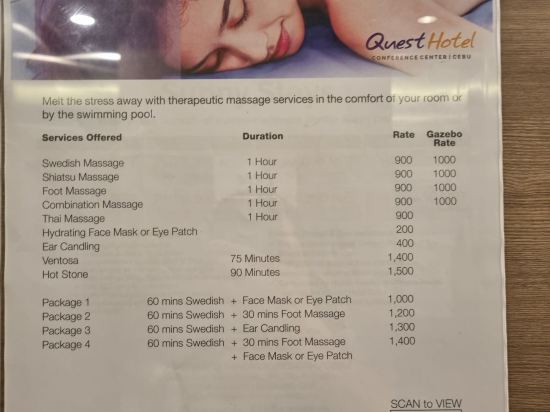 Quest Hotel
CONFERENCE CENTER | CEBU
Melt the stress away with therapeutic massage services in the comfort of your room or
by the swimming pool.
Services Offered Duration Rate Gazebo Rate
Swedish Massage 1 Hour 900 1000
Shiatsu Massage 1 Hour 900 1000
Foot Massage 1 Hour 900 1000
Combination Massage 1 Hour 900 1000
Thai Massage 1 Hour 900
Hydrating Face Mask or Eye Patch 200
Ear Candling 400
Ventosa 75 Minutes 1,400
Hot Stone 90 Minutes 1,500
Package 1 60 mins Swedish + Face Mask or Eye Patch 1,000
Package 2 60 mins Swedish + 30 mins Foot Massage 1,200
Package 3 60 mins Swedish + Ear Candling 1,300
Package 4 60 mins Swedish + 30 mins Foot Massage 1,400
+ Face Mask or Eye Patch
SCAN to VIEW